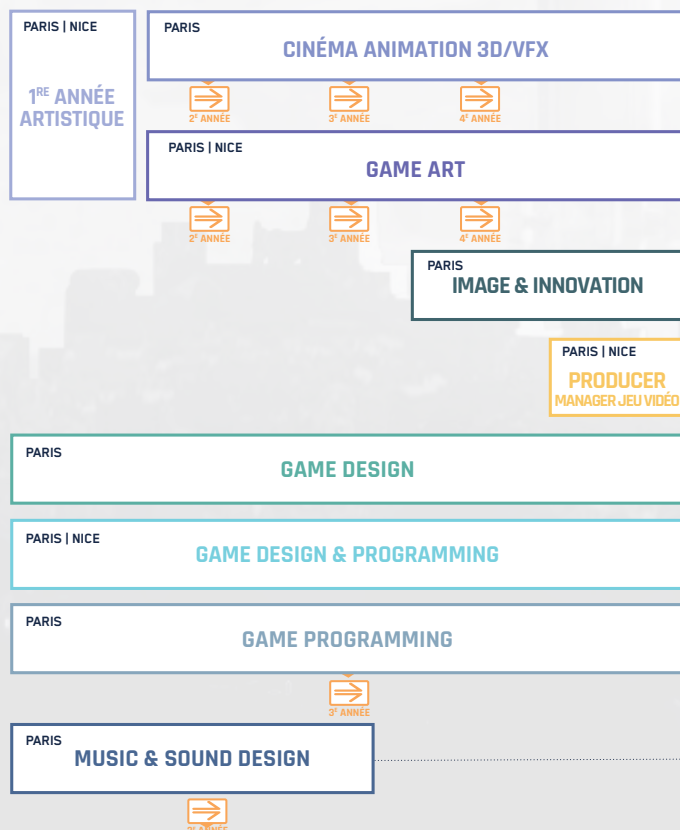 PARIS | NICE
1RE ANNÉE
ARTISTIQUE
PARIS
CINÉMA ANIMATION 3D/VFX
2E ANNÉE
3E ANNÉE
4E ANNÉE
PARIS | NICE
GAME ART
2E ANNÉE
3E ANNÉE
4E ANNÉE
PARIS
IMAGE & INNOVATION
PARIS | NICE
PRODUCER
MANAGER JEU VIDÉO
PARIS
GAME DESIGN
PARIS | NICE
GAME DESIGN & PROGRAMMING
PARIS
GAME PROGRAMMING
3E ANNÉE
PARIS
MUSIC & SOUND DESIGN